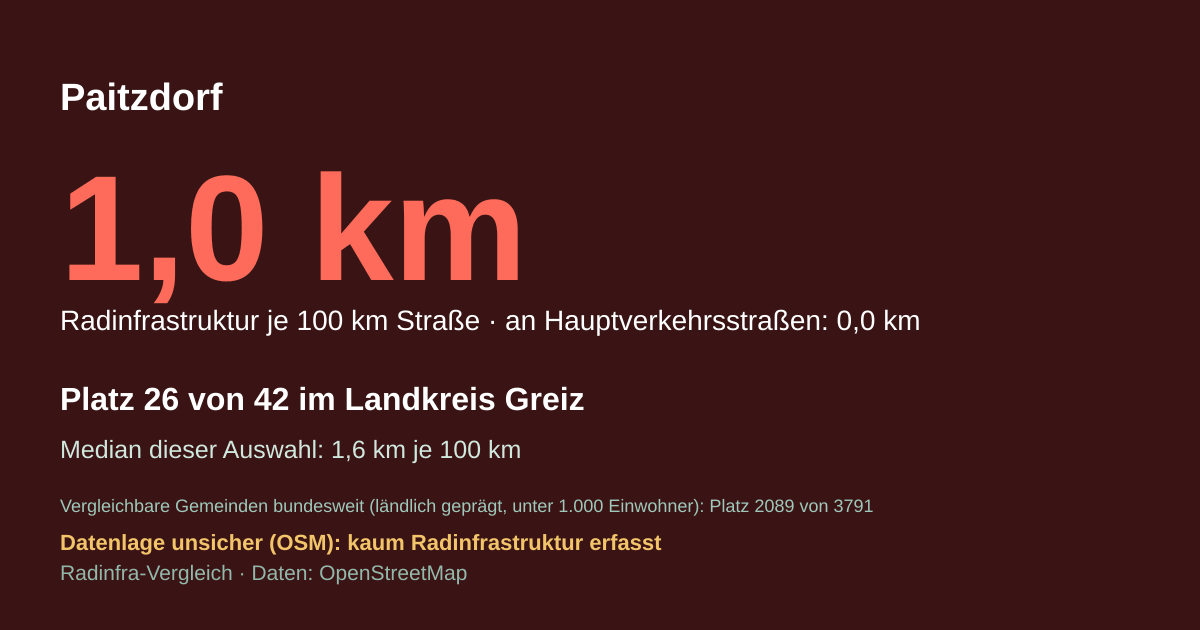 Paitzdorf
1,0 km
Radinfrastruktur je 100 km Straße · an Hauptverkehrsstraßen: 0,0 km
Platz 26 von 42 im Landkreis Greiz
Median dieser Auswahl: 1,6 km je 100 km
Vergleichbare Gemeinden bundesweit (ländlich geprägt, unter 1.000 Einwohner): Platz 2089 von 3791
Datenlage unsicher (OSM): kaum Radinfrastruktur erfasst
Radinfra-Vergleich · Daten: OpenStreetMap